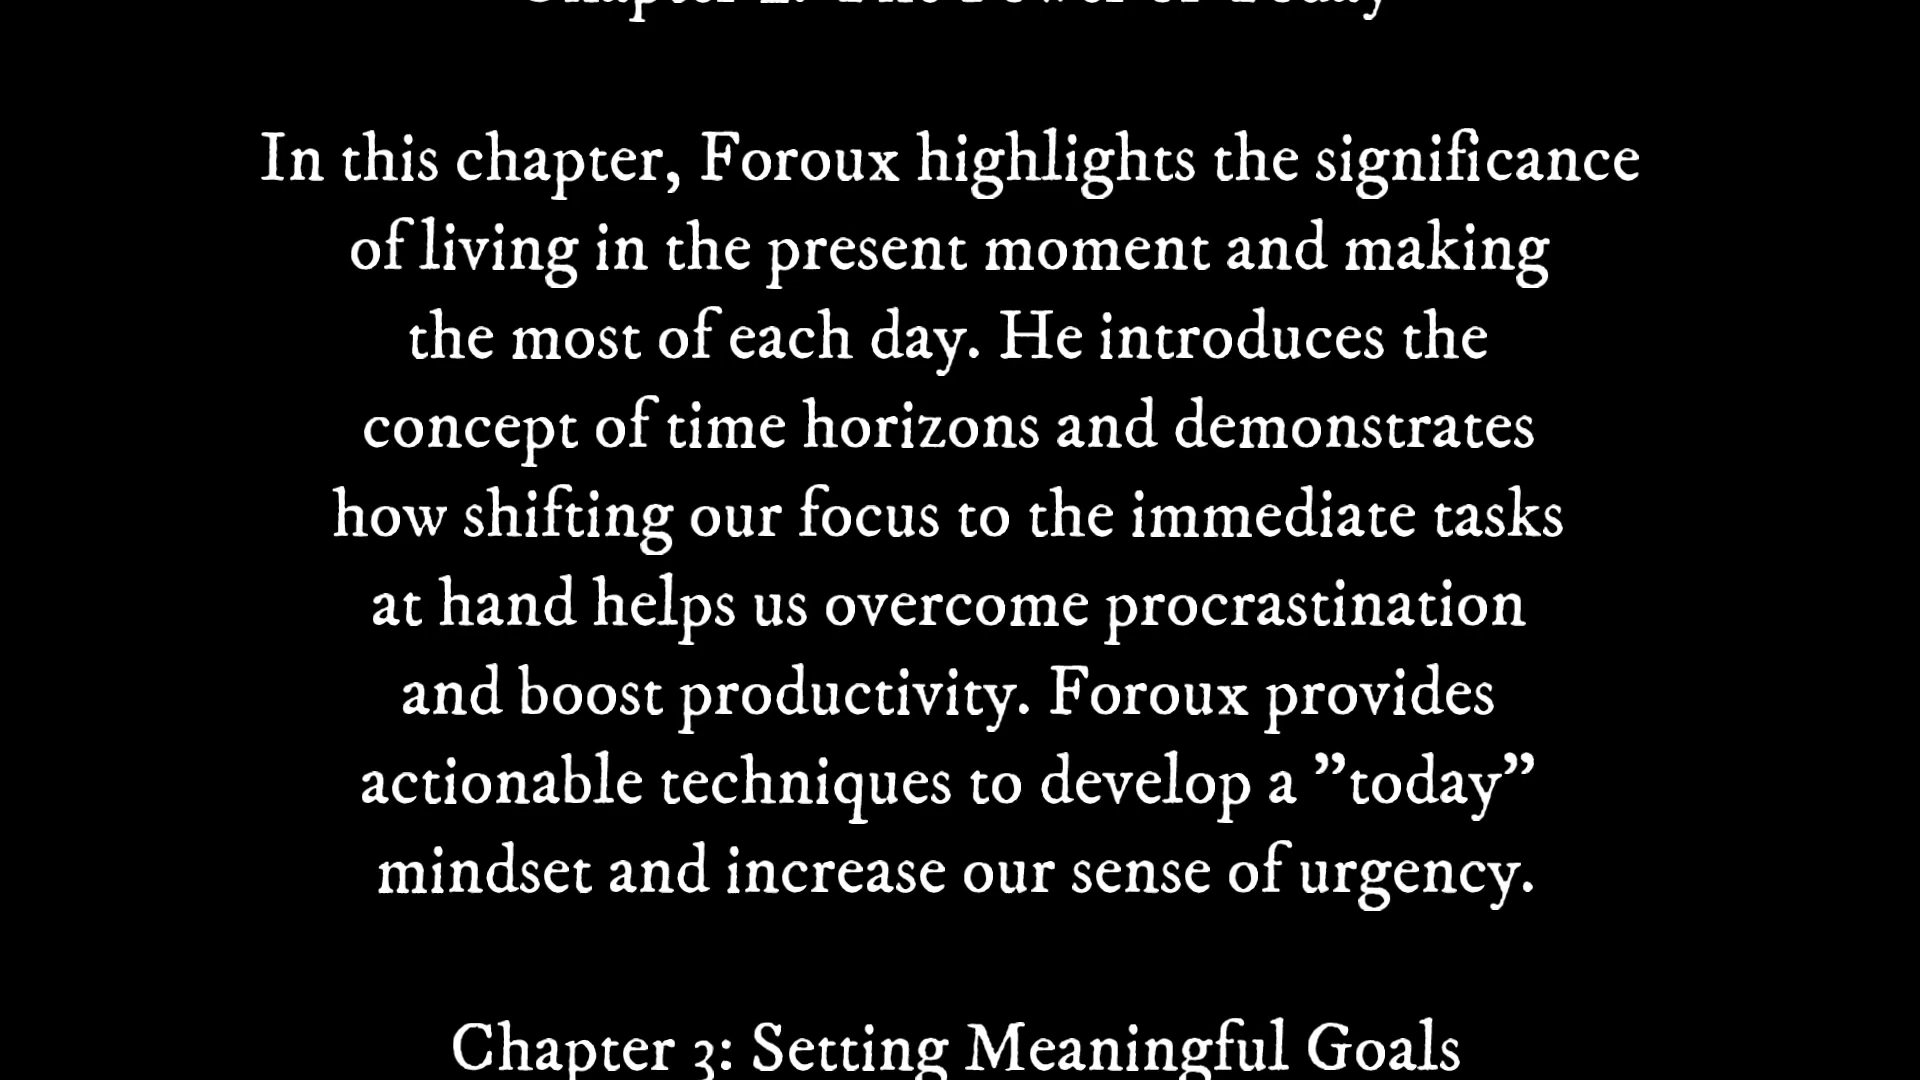 Chapter 2: The Power of Today
In this chapter, Foroux highlights the significance
of living in the present moment and making
the most of each day. He introduces the
concept of time horizons and demonstrates
how shifting our focus to the immediate tasks
at hand helps us overcome procrastination
and boost productivity. Foroux provides
actionable techniques to develop a ”today”
mindset and increase our sense of urgency.
Chapter 3: Setting Meaningful Goals